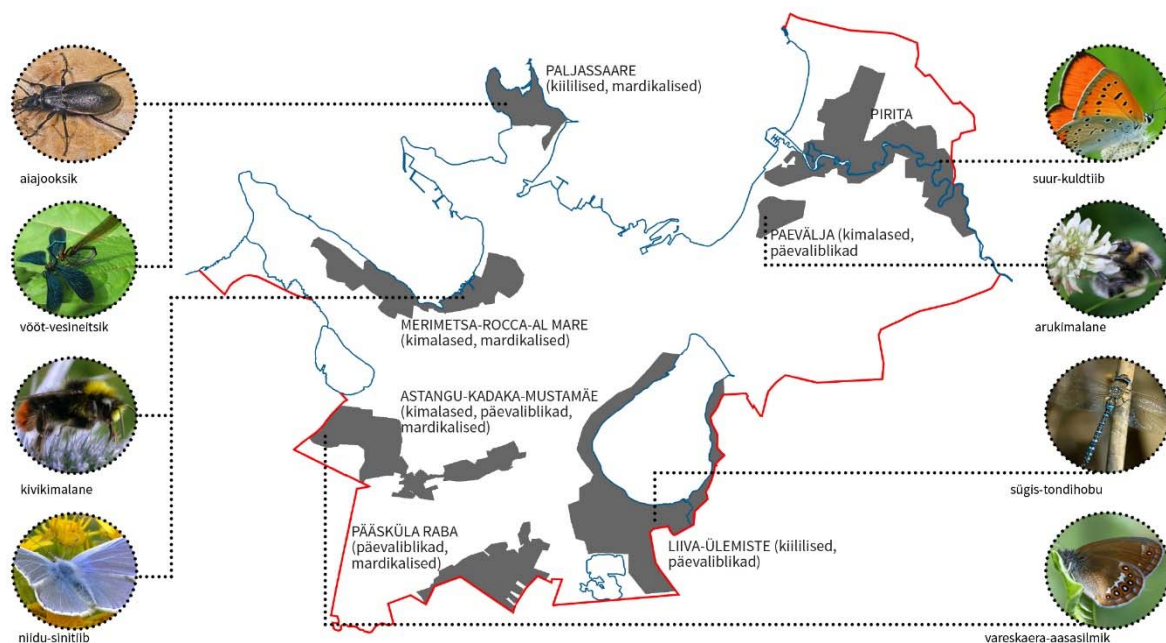 PALJASSAARE
(kiililised, mardikalised)
PIRITA
aiajooksik
suur-kuldtiib
PAEVÄLJA (kimalased,
päevaliblikad
vööt-vesineitsik
arukimalane
MERIMETSA-ROCCA-AL MARE
(kimalased, mardikalised)
ASTANGU-KADAKA-MUSTAMÄE
(kimalased, päevaliblikad,
mardikalised)
kivikimalane
sügis-tondihobu
PÄÄSKÜLA RABA
(päevaliblikad,
mardikalised)
LIIVA-ÜLEMISTE (kiililised,
päevaliblikad)
niidu-sinitiib
vareskaera-aasasilmik